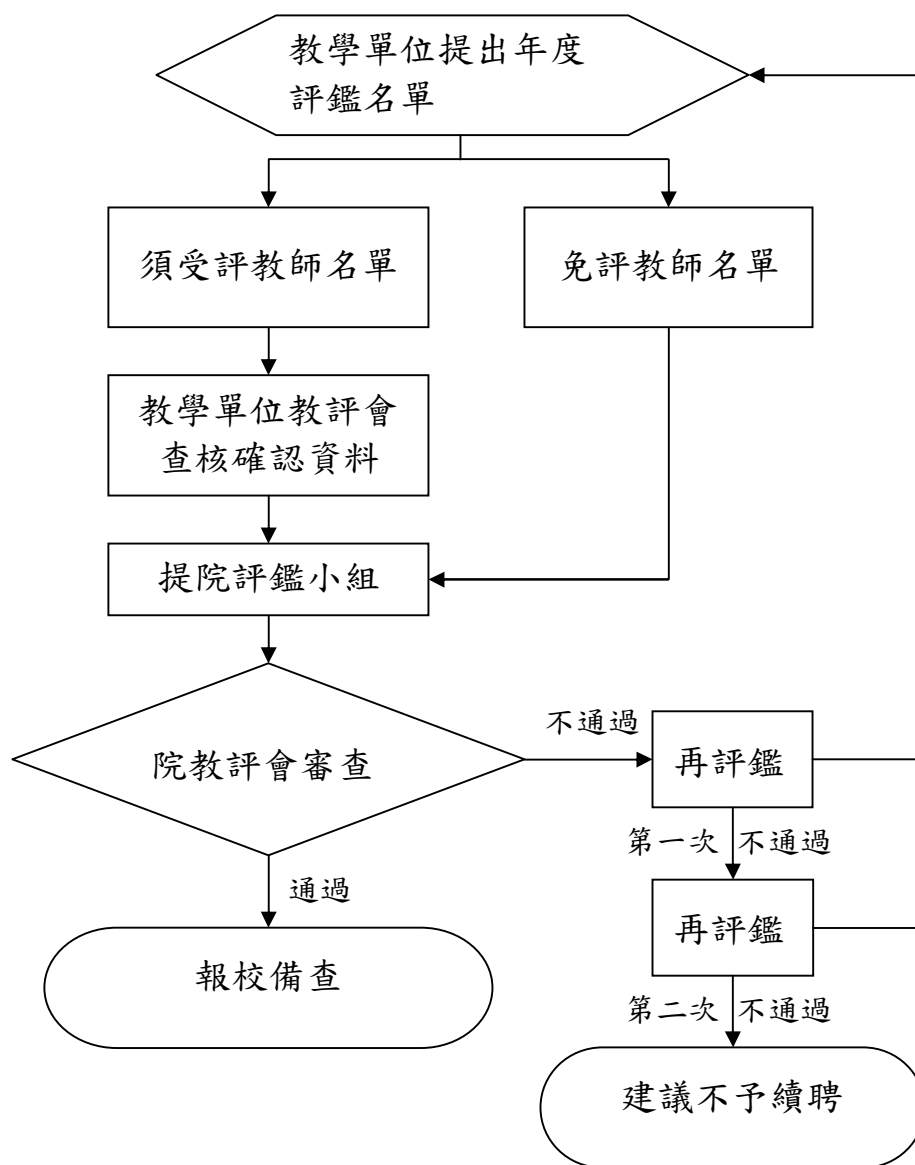 教學單位提出年度
評鑑名單
須受評教師名單
免評教師名單
教學單位教評會
查核確認資料
提院評鑑小組
院教評會審查
不通過
再評鑑
第一次 不通過
通過
再評鑑
報校備查
第二次 不通過
建議不予續聘